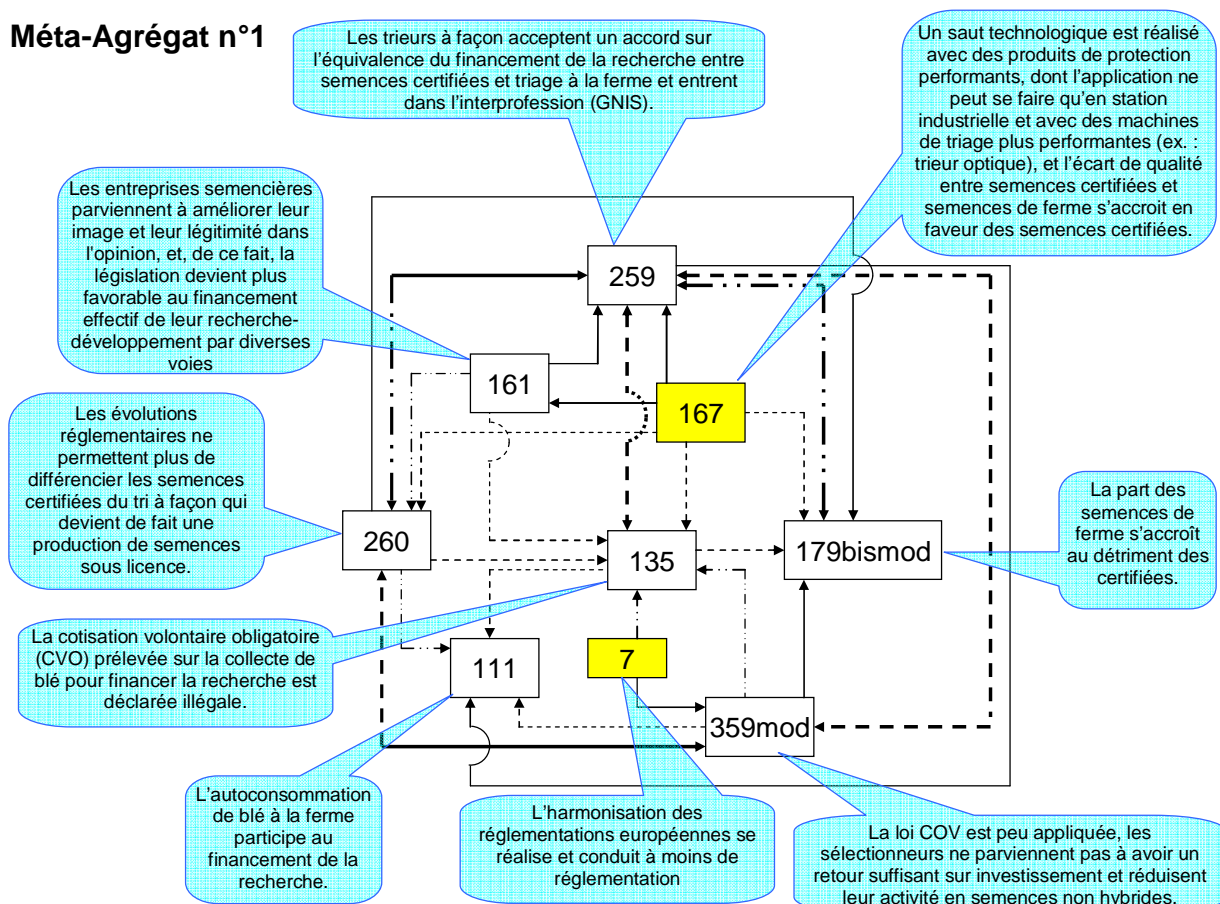 Méta-Agrégat n°1
Les trieurs à façon acceptent un accord sur
l'équivalence du financement de la recherche entre
semences certifiées et triage à la ferme et entrent
dans l'interprofession (GNIS).
Un saut technologique est réalisé
avec des produits de protection
performants, dont l'application ne
peut se faire qu'en station
industrielle et avec des machines
de triage plus performantes (ex. :
trieur optique), et l'écart de qualité
entre semences certifiées et
semences de ferme s'accroit en
faveur des semences certifiées.
Les entreprises semencières
parviennent à améliorer leur
image et leur légitimité dans
l'opinion, et, de ce fait, la
législation devient plus
favorable au financement
effectif de leur recherche-
développement par diverses
voies
259
161
167
Les évolutions
réglementaires ne
permettent plus de
différencier les semences
certifiées du tri à façon qui
devient de fait une
production de semences
sous licence.
260
135
179bismod
La part des
semences de
ferme s'accroît
au détriment des
certifiées.
La cotisation volontaire obligatoire
(CVO) prélevée sur la collecte de
blé pour financer la recherche est
déclarée illégale.
111
7
359mod
L'autoconsommation
de blé à la ferme
participe au
financement de la
recherche.
L'harmonisation des
réglementations européennes se
réalise et conduit à moins de
réglementation
La loi COV est peu appliquée, les
sélectionneurs ne parviennent pas à avoir un
retour suffisant sur investissement et réduisent
leur activité en semences non hybrides.